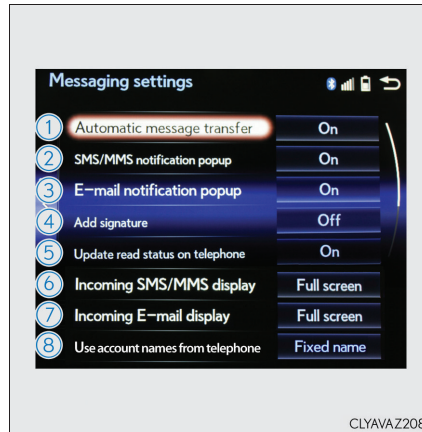 Messaging settings
1 Automatic message transfer On
2 SMS/MMS notification popup On
3 E-mail notification popup On
4 Add signature Off
5 Update read status on telephone On
6 Incoming SMS/MMS display Full screen
7 Incoming E-mail display Full screen
8 Use account names from telephone Fixed name
CLYAVAZ208